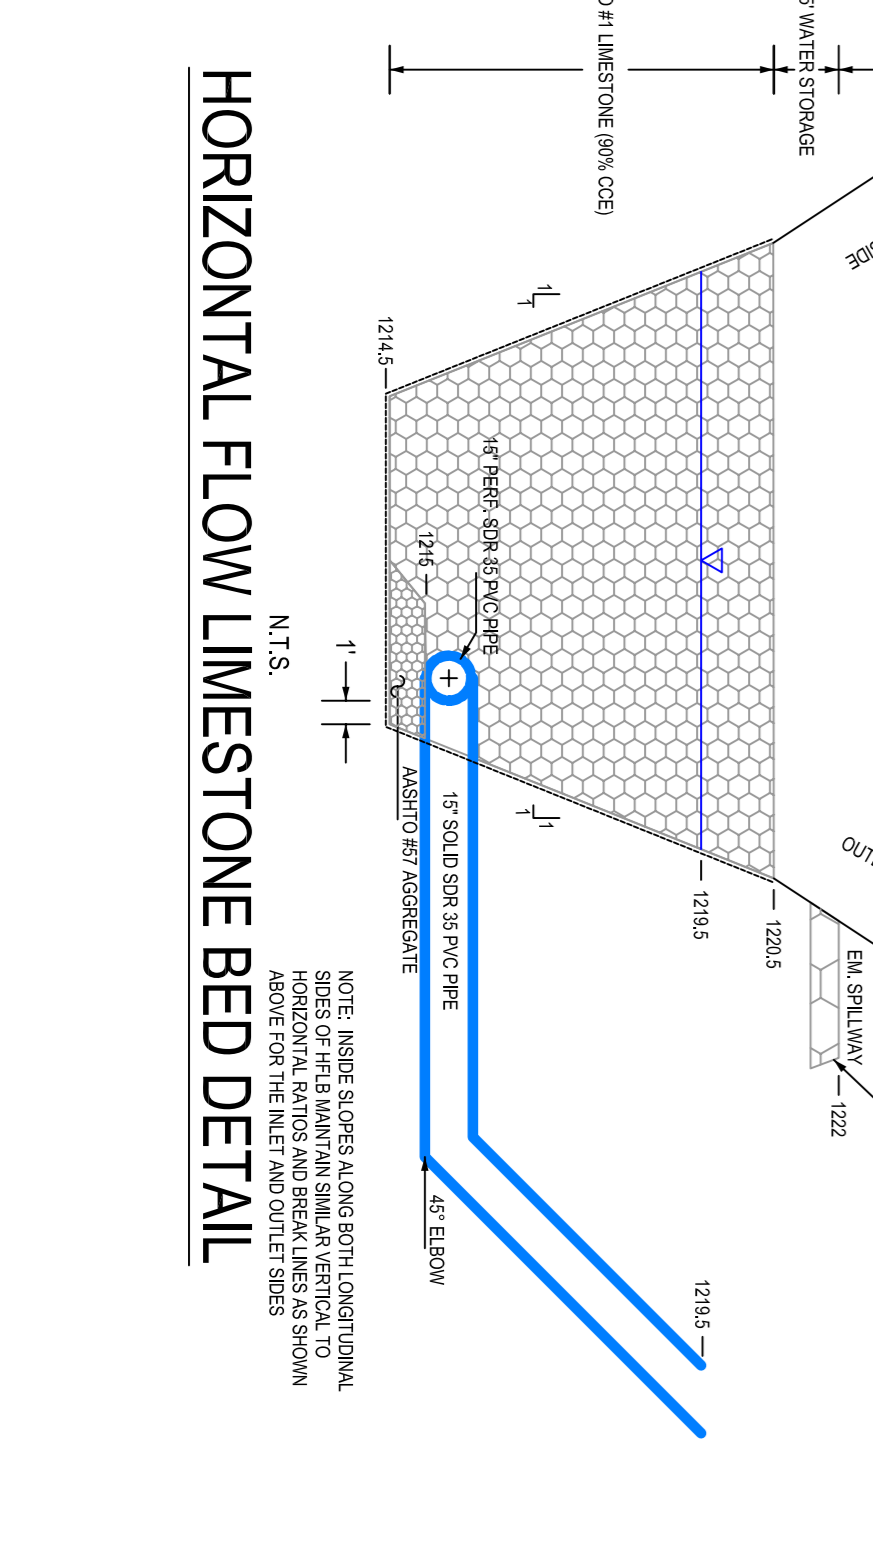 SIDE
WATER STORAGE
#1 LIMESTONE (90% CCE)
EM. SPILLWAY
1222
1220.5
1219.5
1
1
1
1
15" PERF. SDR 35 PVC PIPE
1219.5
1215
15" SOLID SDR 35 PVC PIPE
1214.5
AASHTO #57 AGGREGATE
45° ELBOW
1'
NOTE: INSIDE SLOPES ALONG BOTH LONGITUDINAL
SIDES OF HFLB MAINTAIN SIMILAR VERTICAL TO
HORIZONTAL RATIOS AND BREAK LINES AS SHOWN
ABOVE FOR THE INLET AND OUTLET SIDES
N.T.S.
HORIZONTAL FLOW LIMESTONE BED DETAIL